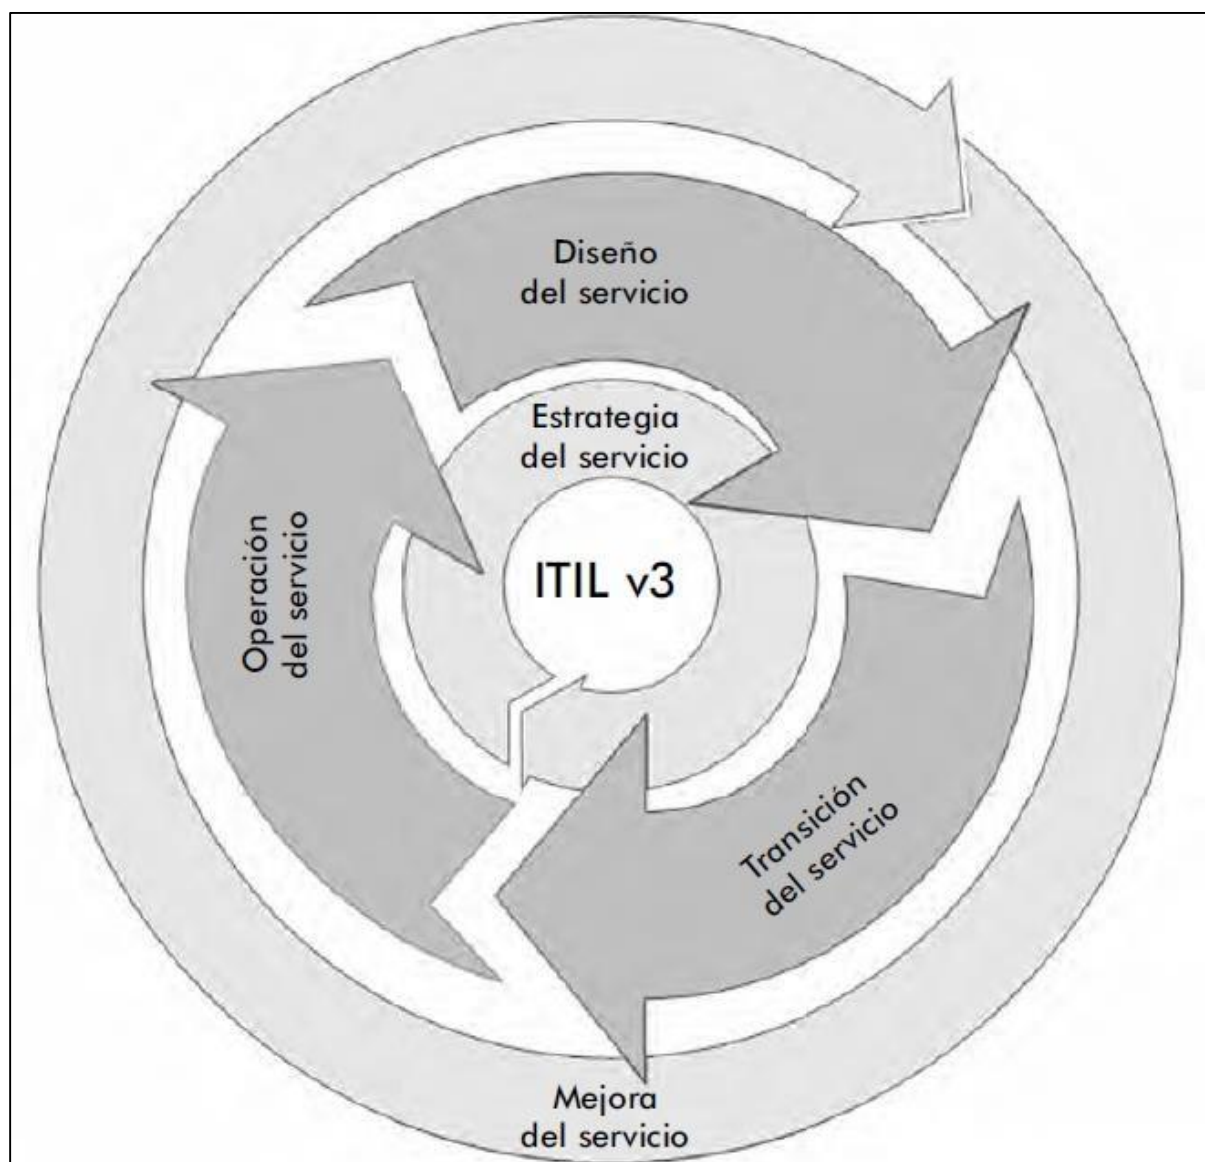 Diseño
del servicio
Estrategia
del servicio
ITIL v3
Operación
del servicio
Transición
del servicio
Mejora
del servicio